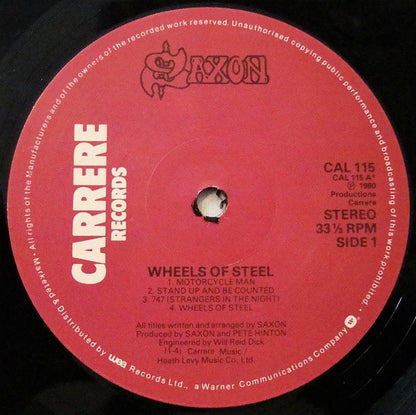 All rights of the Manufacturers and of the owners of the recorded work reserved. Unauthorised copying public performance and broadcasting of this work prohibited.
SAXON
CARRERE
RECORDS
CAL 115
CAL 115 A*
Ⓟ 1980
Productions
Carrere
STEREO
33⅓ RPM
SIDE 1
WHEELS OF STEEL
1. MOTORCYCLE MAN
2. STAND UP AND BE COUNTED
3. 747 (STRANGERS IN THE NIGHT)
4. WHEELS OF STEEL
All titles written and arranged by SAXON
Produced by SAXON and PETE HINTON
Engineered by Will Reid Dick
(1-4) Carrere Music /
Heath Levy Music Co. Ltd.
Marketed & Distributed by wea Records Ltd., a Warner Communications Company